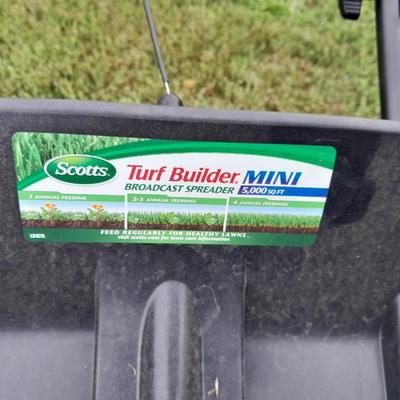 Scotts.
Turf Builder. MINI
BROADCAST SPREADER 5,000 SQ FT
1 ANNUAL FEEDING 2-3 ANNUAL FEEDINGS 4 ANNUAL FEEDINGS
FEED REGULARLY FOR HEALTHY LAWNS.
visit scotts.com for lawn care information